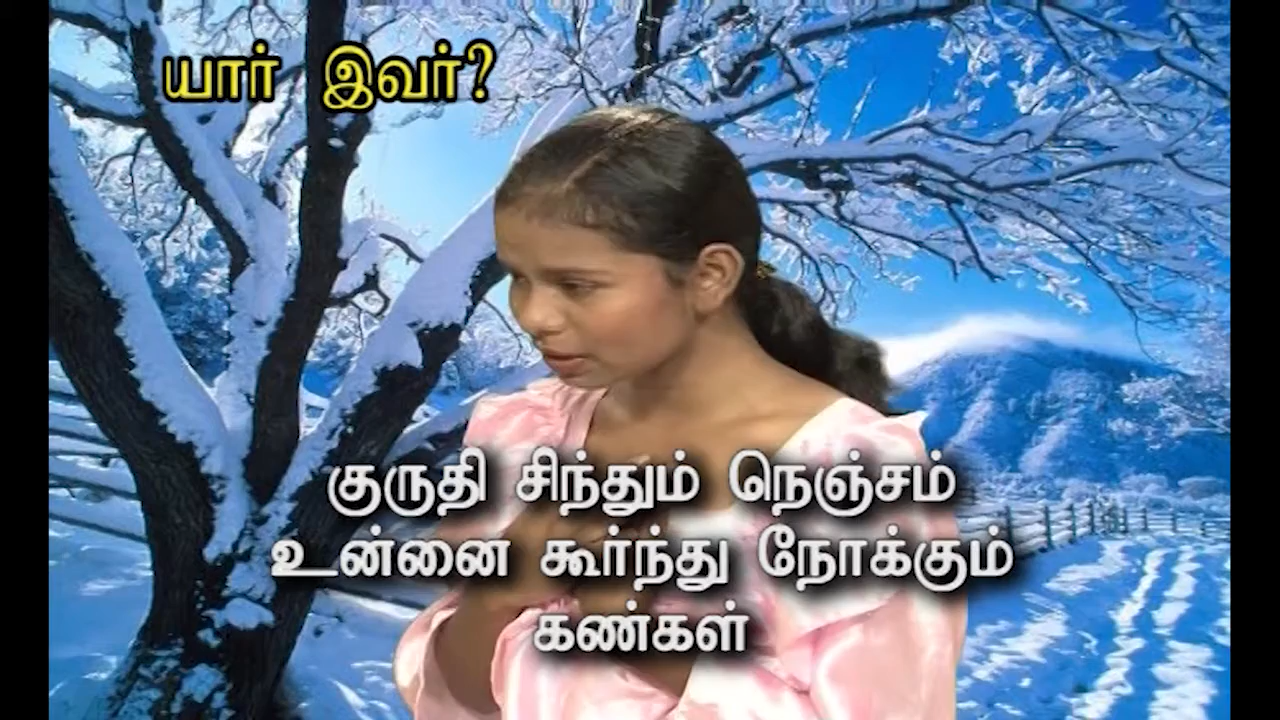 யார் இவர்?
குருதி சிந்தும் நெஞ்சம்
உன்னை கூர்ந்து நோக்கும்
கண்கள்